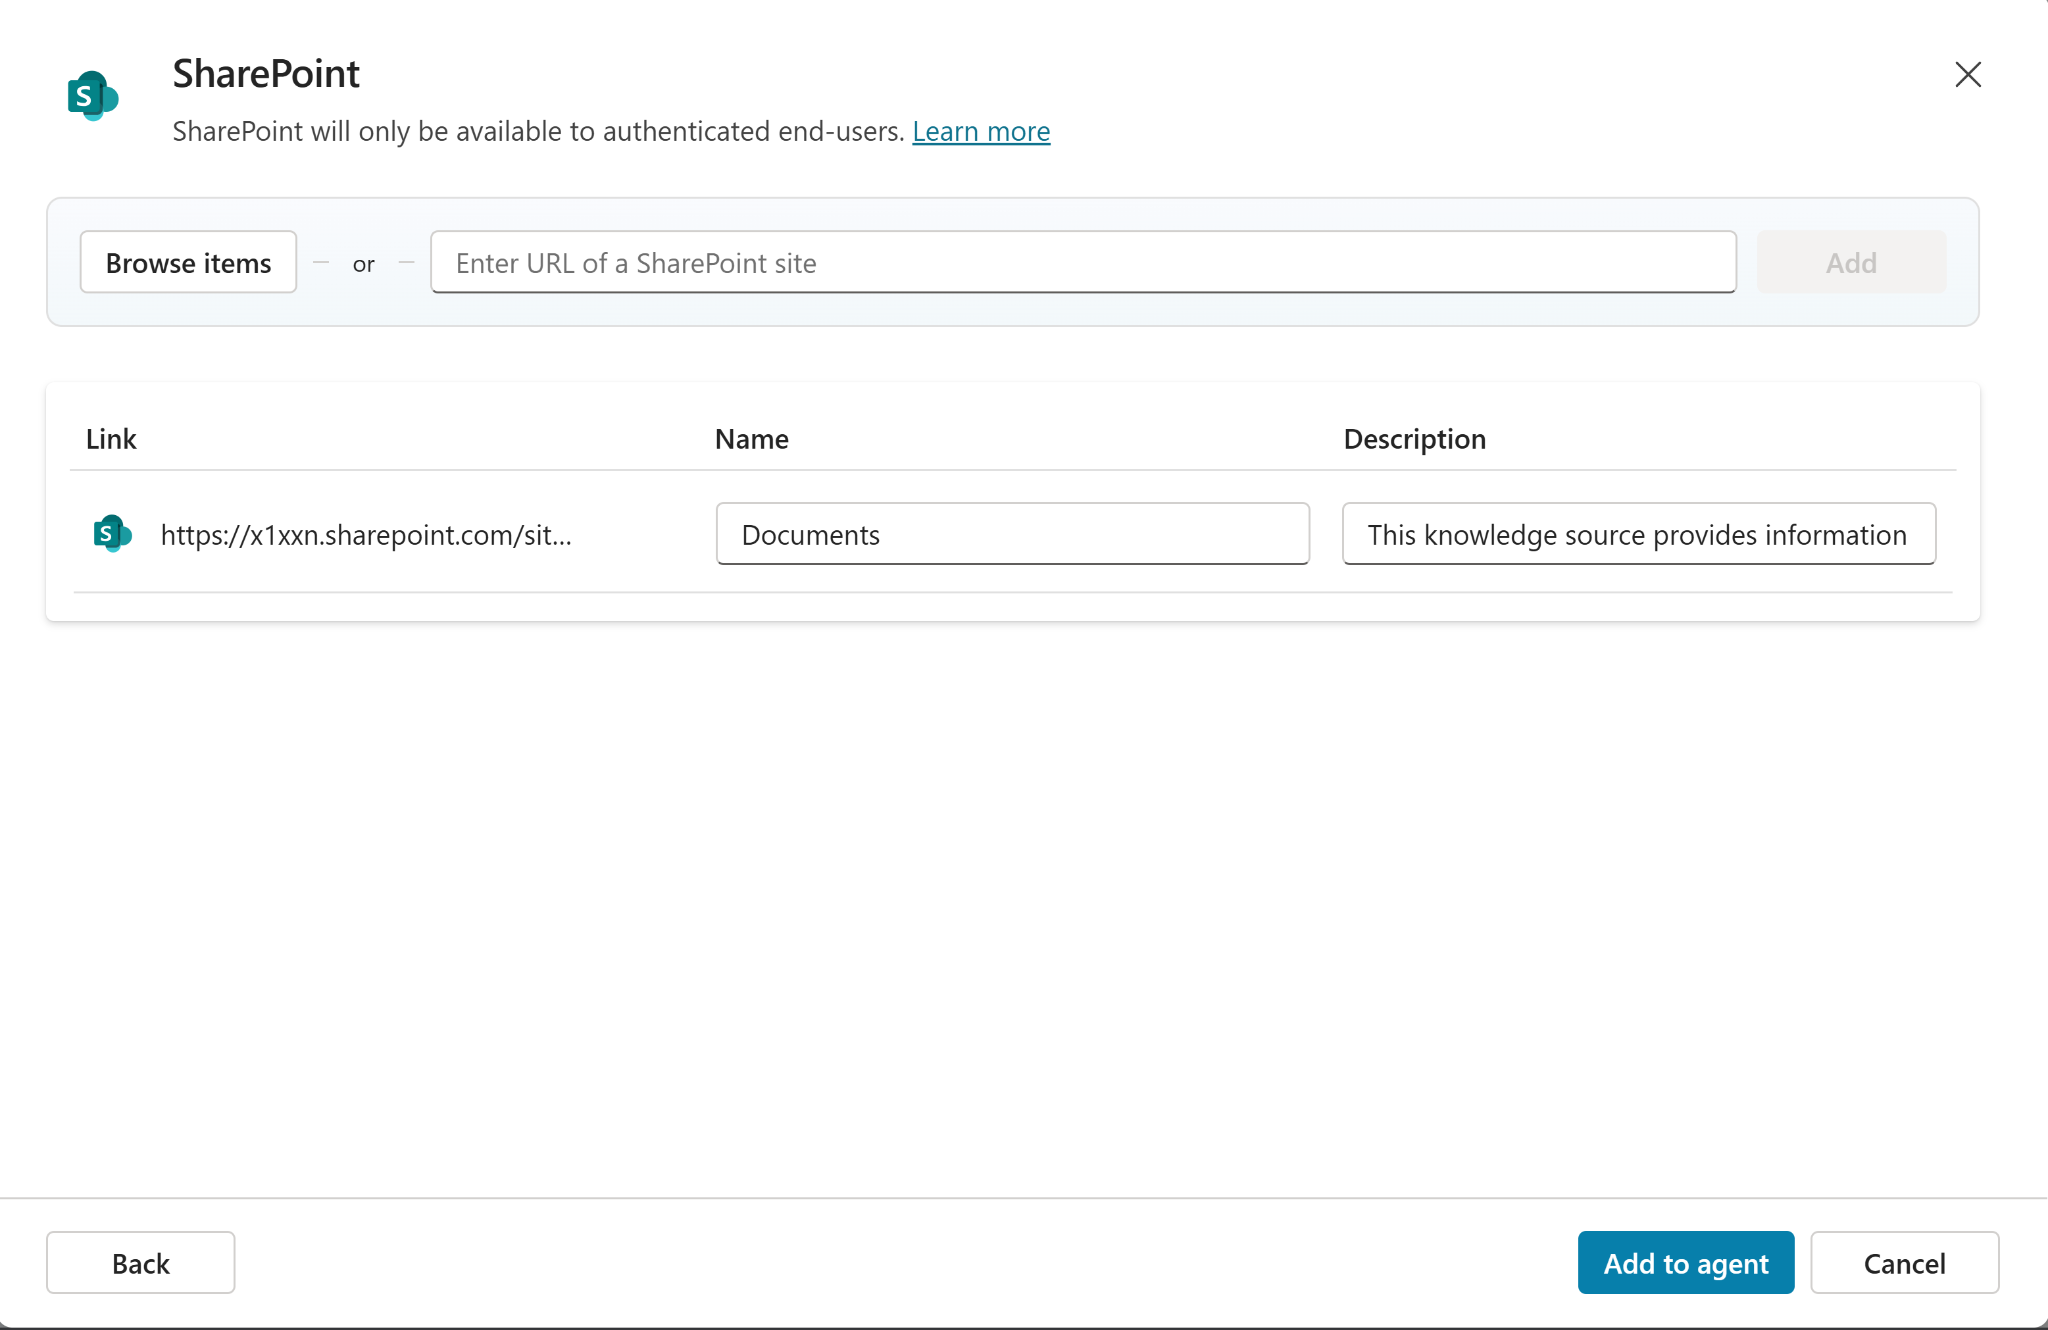 SharePoint
SharePoint will only be available to authenticated end-users. Learn more
Browse items or Enter URL of a SharePoint site Add
Link Name Description
https://x1xxn.sharepoint.com/sit... Documents This knowledge source provides information
Back Add to agent Cancel